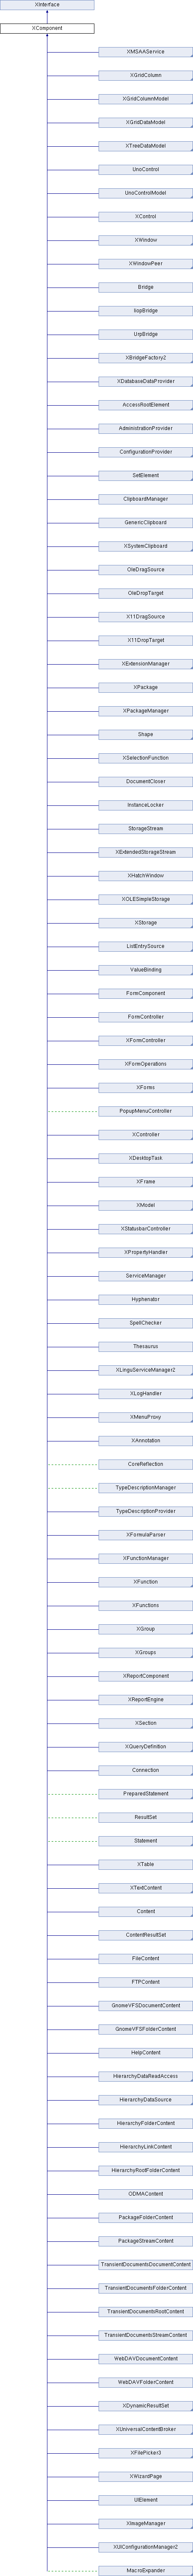 XInterface
XComponent
XMSAAService
XGridColumn
XGridColumnModel
XGridDataModel
XTreeDataModel
UnoControl
UnoControlModel
XControl
XWindow
XWindowPeer
Bridge
IiopBridge
UrpBridge
XBridgeFactory2
XDatabaseDataProvider
AccessRootElement
AdministrationProvider
ConfigurationProvider
SetElement
ClipboardManager
GenericClipboard
XSystemClipboard
OleDragSource
OleDropTarget
X11DragSource
X11DropTarget
XExtensionManager
XPackage
XPackageManager
Shape
XSelectionFunction
DocumentCloser
InstanceLocker
StorageStream
XExtendedStorageStream
XHatchWindow
XOLESimpleStorage
XStorage
ListEntrySource
ValueBinding
FormComponent
FormController
XFormController
XFormOperations
XForms
PopupMenuController
XController
XDesktopTask
XFrame
XModel
XStatusbarController
XPropertyHandler
ServiceManager
Hyphenator
SpellChecker
Thesaurus
XLinguServiceManager2
XLogHandler
XMenuProxy
XAnnotation
CoreReflection
TypeDescriptionManager
TypeDescriptionProvider
XFormulaParser
XFunctionManager
XFunction
XFunctions
XGroup
XGroups
XReportComponent
XReportEngine
XSection
XQueryDefinition
Connection
PreparedStatement
ResultSet
Statement
XTable
XTextContent
Content
ContentResultSet
FileContent
FTPContent
GnomeVFSDocumentContent
GnomeVFSFolderContent
HelpContent
HierarchyDataReadAccess
HierarchyDataSource
HierarchyFolderContent
HierarchyLinkContent
HierarchyRootFolderContent
ODMAContent
PackageFolderContent
PackageStreamContent
TransientDocumentsDocumentContent
TransientDocumentsFolderContent
TransientDocumentsRootContent
TransientDocumentsStreamContent
WebDAVDocumentContent
WebDAVFolderContent
XDynamicResultSet
XUniversalContentBroker
XFilePicker3
XWizardPage
UIElement
XImageManager
XUIConfigurationManager2
MacroExpander